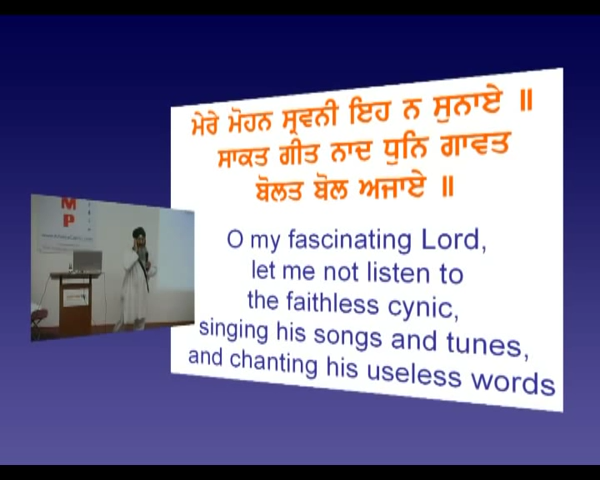 ਮੇਰੇ ਮੋਹਨ ਸ੍ਰਵਨੀ ਇਹ ਨ ਸੁਨਾਏ ॥
ਸਾਕਤ ਗੀਤ ਨਾਦ ਧੁਨਿ ਗਾਵਤ
ਬੋਲਤ ਬੋਲ ਅਜਾਏ ॥
O my fascinating Lord,
let me not listen to
the faithless cynic,
singing his songs and tunes,
and chanting his useless words
M
P